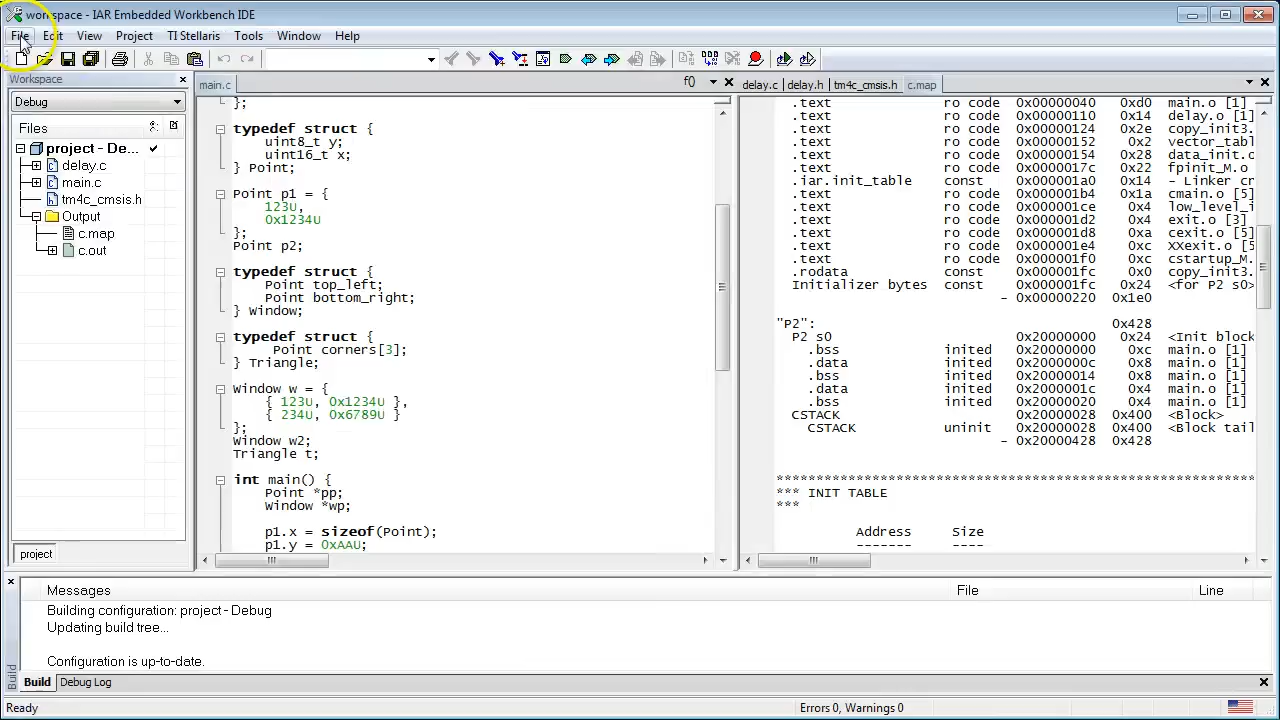 workspace - IAR Embedded Workbench IDE
File Edit View Project TI Stellaris Tools Window Help
Workspace
main.c
f()
delay.c delay.h tm4c_cmsis.h c.map
Debug
Files
project - De...
delay.c
main.c
tm4c_cmsis.h
Output
c.map
c.out
project
};
typedef struct {
uint8_t y;
uint16_t x;
} Point;
Point p1 = {
123U,
0x1234U
};
Point p2;
typedef struct {
Point top_left;
Point bottom_right;
} Window;
typedef struct {
Point corners[3];
} Triangle;
Window w = {
{ 123U, 0x1234U },
{ 234U, 0x6789U }
};
Window w2;
Triangle t;
int main() {
Point *pp;
Window *wp;
p1.x = sizeof(Point);
p1.y = 0xAAU;
.text ro code 0x00000040 0xd0 main.o [1]
.text ro code 0x00000110 0x14 delay.o [1]
.text ro code 0x00000124 0x2e copy_init3.
.text ro code 0x00000152 0x2 vector_tabl
.text ro code 0x00000154 0x28 data_init.o
.text ro code 0x0000017c 0x22 fpinit_M.o
.iar.init_table const 0x000001a0 0x14 - Linker cr
.text ro code 0x000001b4 0x1a cmain.o [5]
.text ro code 0x000001ce 0x4 low_level_i
.text ro code 0x000001d2 0x4 exit.o [3]
.text ro code 0x000001d8 0xa cexit.o [5]
.text ro code 0x000001e4 0xc XXexit.o [5
.text ro code 0x000001f0 0xc cstartup_M.
.rodata const 0x000001fc 0x0 copy_init3.
Initializer bytes const 0x000001fc 0x24 <for P2 s0>
- 0x00000220 0x1e0
"P2": 0x428
P2 s0 0x20000000 0x24 <Init block
.bss inited 0x20000000 0xc main.o [1]
.data inited 0x2000000c 0x8 main.o [1]
.bss inited 0x20000014 0x8 main.o [1]
.data inited 0x2000001c 0x4 main.o [1]
.bss inited 0x20000020 0x4 main.o [1]
CSTACK 0x20000028 0x400 <Block>
CSTACK uninit 0x20000028 0x400 <Block tail
- 0x20000428 0x428
************************************************************
*** INIT TABLE
***
Address Size
------- ----
Messages File Line
Building configuration: project - Debug
Updating build tree...
Configuration is up-to-date.
Build
Build Debug Log
Ready Errors 0, Warnings 0